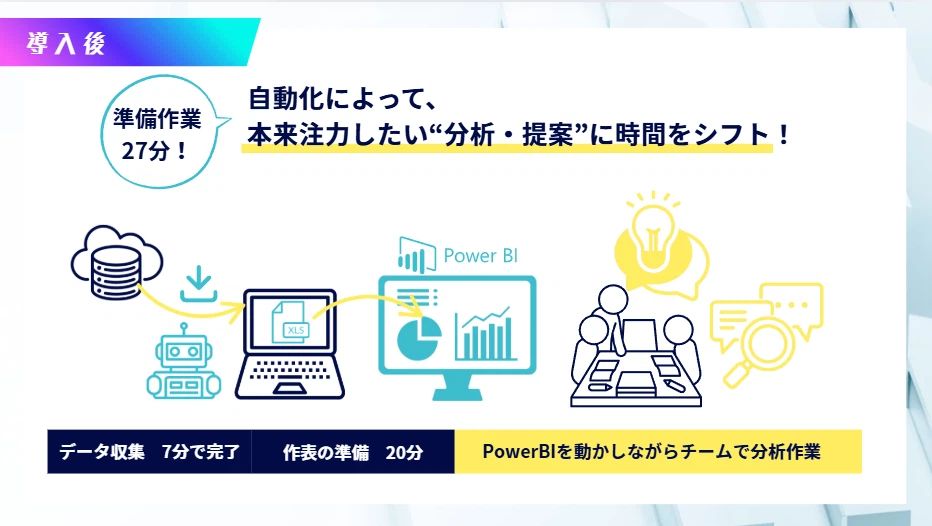 導入後
準備作業
27分！
自動化によって、
本来注力したい“分析・提案”に時間をシフト！
Power BI
XLS
データ収集　7分で完了
作表の準備　20分
PowerBIを動かしながらチームで分析作業